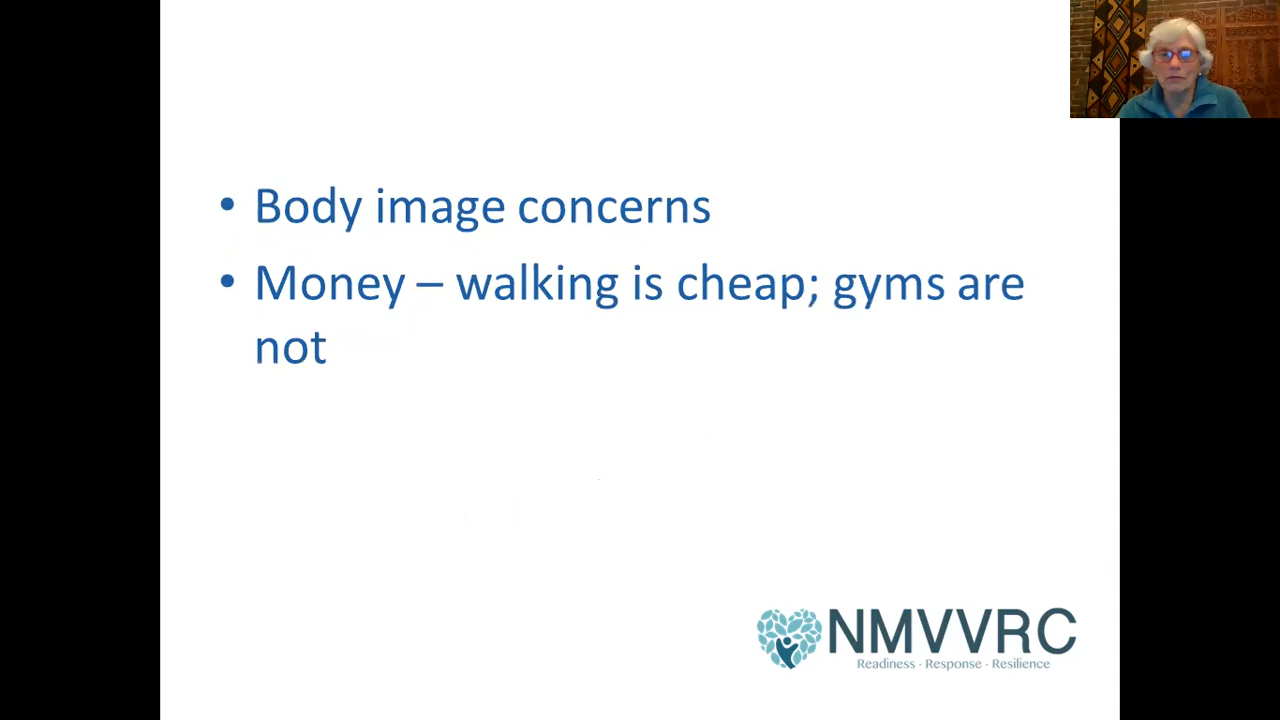 • Body image concerns
• Money – walking is cheap; gyms are
not
NMVVRC
Readiness · Response · Resilience